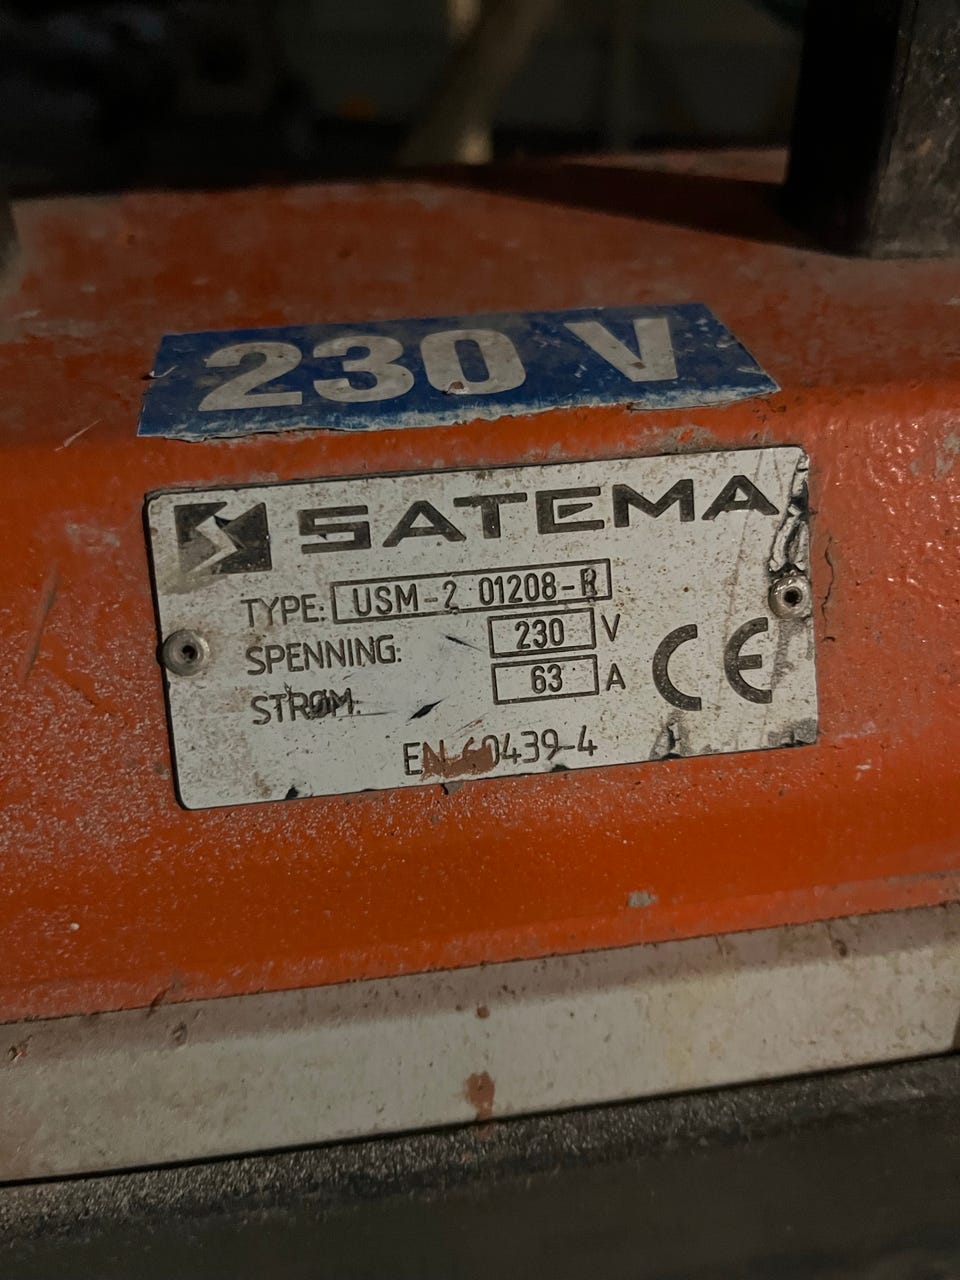 230 V
SATEMA
TYPE: USM-2 01208-R
SPENNING: 230 V
STRØM: 63 A
CE
EN 60439-4